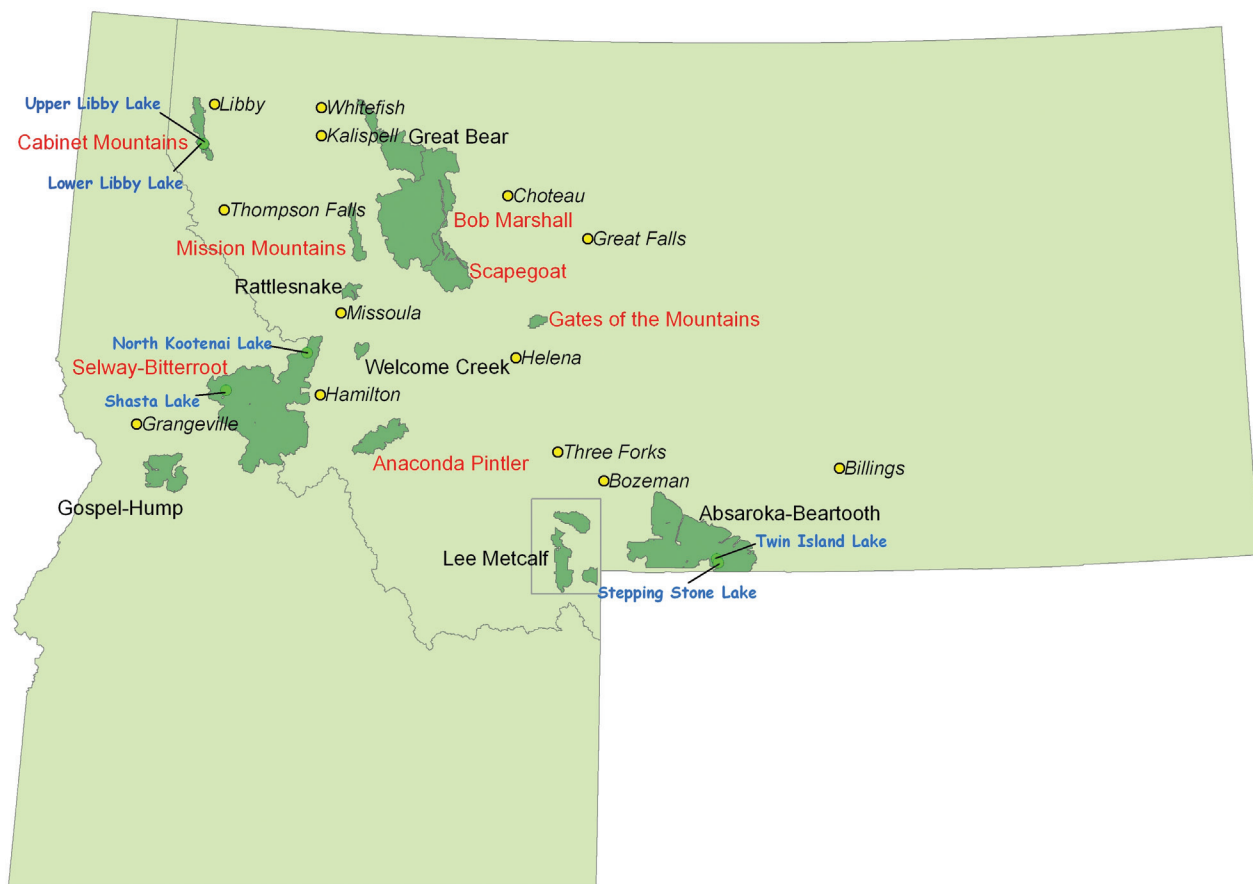 Upper Libby Lake
Libby
Whitefish
Cabinet Mountains
Kalispell
Great Bear
Lower Libby Lake
Choteau
Thompson Falls
Bob Marshall
Great Falls
Mission Mountains
Scapegoat
Rattlesnake
Missoula
Gates of the Mountains
North Kootenai Lake
Selway-Bitterroot
Welcome Creek
Helena
Shasta Lake
Hamilton
Grangeville
Three Forks
Anaconda Pintler
Billings
Bozeman
Gospel-Hump
Absaroka-Beartooth
Twin Island Lake
Lee Metcalf
Stepping Stone Lake